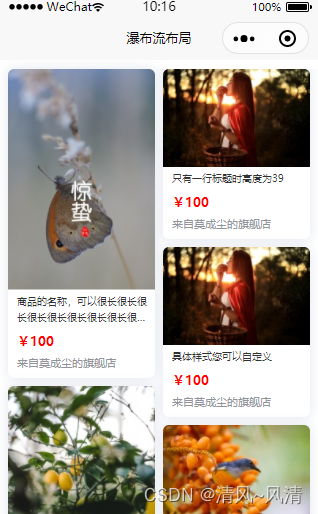 WeChat
10:16
100%
瀑布流布局
惊蛰
商品的名称，可以很长很长很
长很长很长很长很长很长很...
￥100
来自莫成尘的旗舰店
只有一行标题时高度为39
￥100
来自莫成尘的旗舰店
具体样式您可以自定义
￥100
来自莫成尘的旗舰店
CSDN @清风~风清